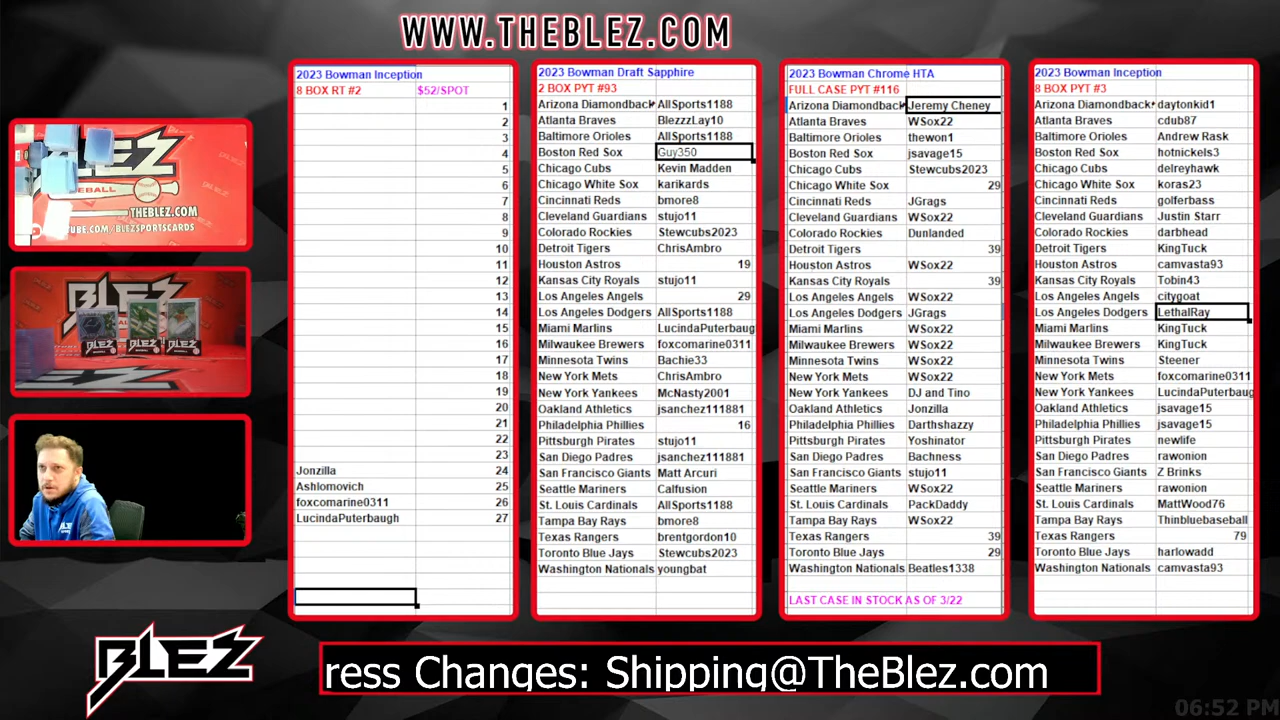 WWW.THEBLEZ.COM
BLEZ
BASEBALL
THEBLEZ.COM
YOUTUBE.COM/BLEZSPORTSCARDS
BLEZ
BLEZ
2023 Bowman Inception
8 BOX RT #2 $52/SPOT
1
2
3
4
5
6
7
8
9
10
11
12
13
14
15
16
17
18
19
20
21
22
23
Jonzilla 24
Ashlomovich 25
foxcomarine0311 26
LucindaPuterbaugh 27
2023 Bowman Draft Sapphire
2 BOX PYT #93
Arizona Diamondback AllSports1188
Atlanta Braves BlezzzLay10
Baltimore Orioles AllSports1188
Boston Red Sox Guy350
Chicago Cubs Kevin Madden
Chicago White Sox karikards
Cincinnati Reds bmore8
Cleveland Guardians stujo11
Colorado Rockies Stewcubs2023
Detroit Tigers ChrisAmbro
Houston Astros 19
Kansas City Royals stujo11
Los Angeles Angels 29
Los Angeles Dodgers AllSports1188
Miami Marlins LucindaPuterbaug
Milwaukee Brewers foxcomarine0311
Minnesota Twins Bachie33
New York Mets ChrisAmbro
New York Yankees McNasty2001
Oakland Athletics jsanchez111881
Philadelphia Phillies 16
Pittsburgh Pirates stujo11
San Diego Padres jsanchez111881
San Francisco Giants Matt Arcuri
Seattle Mariners Calfusion
St. Louis Cardinals AllSports1188
Tampa Bay Rays bmore8
Texas Rangers brentgordon10
Toronto Blue Jays Stewcubs2023
Washington Nationals youngbat
2023 Bowman Chrome HTA
FULL CASE PYT #116
Arizona Diamondback Jeremy Cheney
Atlanta Braves WSox22
Baltimore Orioles thewon1
Boston Red Sox jsavage15
Chicago Cubs Stewcubs2023
Chicago White Sox 29
Cincinnati Reds JGrags
Cleveland Guardians WSox22
Colorado Rockies Dunlanded
Detroit Tigers 39
Houston Astros WSox22
Kansas City Royals 39
Los Angeles Angels WSox22
Los Angeles Dodgers JGrags
Miami Marlins WSox22
Milwaukee Brewers WSox22
Minnesota Twins WSox22
New York Mets WSox22
New York Yankees DJ and Tino
Oakland Athletics Jonzilla
Philadelphia Phillies Darthshazzy
Pittsburgh Pirates Yoshinator
San Diego Padres Bachness
San Francisco Giants stujo11
Seattle Mariners WSox22
St. Louis Cardinals PackDaddy
Tampa Bay Rays WSox22
Texas Rangers 39
Toronto Blue Jays 29
Washington Nationals Beatles1338
LAST CASE IN STOCK AS OF 3/22
2023 Bowman Inception
8 BOX PYT #3
Arizona Diamondback daytonkid1
Atlanta Braves cdub87
Baltimore Orioles Andrew Rask
Boston Red Sox hotnickels3
Chicago Cubs delreyhawk
Chicago White Sox koras23
Cincinnati Reds golferbass
Cleveland Guardians Justin Starr
Colorado Rockies darbhead
Detroit Tigers KingTuck
Houston Astros camvasta93
Kansas City Royals Tobin43
Los Angeles Angels citygoat
Los Angeles Dodgers LethalRay
Miami Marlins KingTuck
Milwaukee Brewers KingTuck
Minnesota Twins Steener
New York Mets foxcomarine0311
New York Yankees LucindaPuterbaug
Oakland Athletics jsavage15
Philadelphia Phillies jsavage15
Pittsburgh Pirates newlife
San Diego Padres rawonion
San Francisco Giants Z Brinks
Seattle Mariners rawonion
St. Louis Cardinals MattWood76
Tampa Bay Rays Thinbluebaseball
Texas Rangers 79
Toronto Blue Jays harlowadd
Washington Nationals camvasta93
BLEZ
ress Changes: Shipping@TheBlez.com
06:52 PM